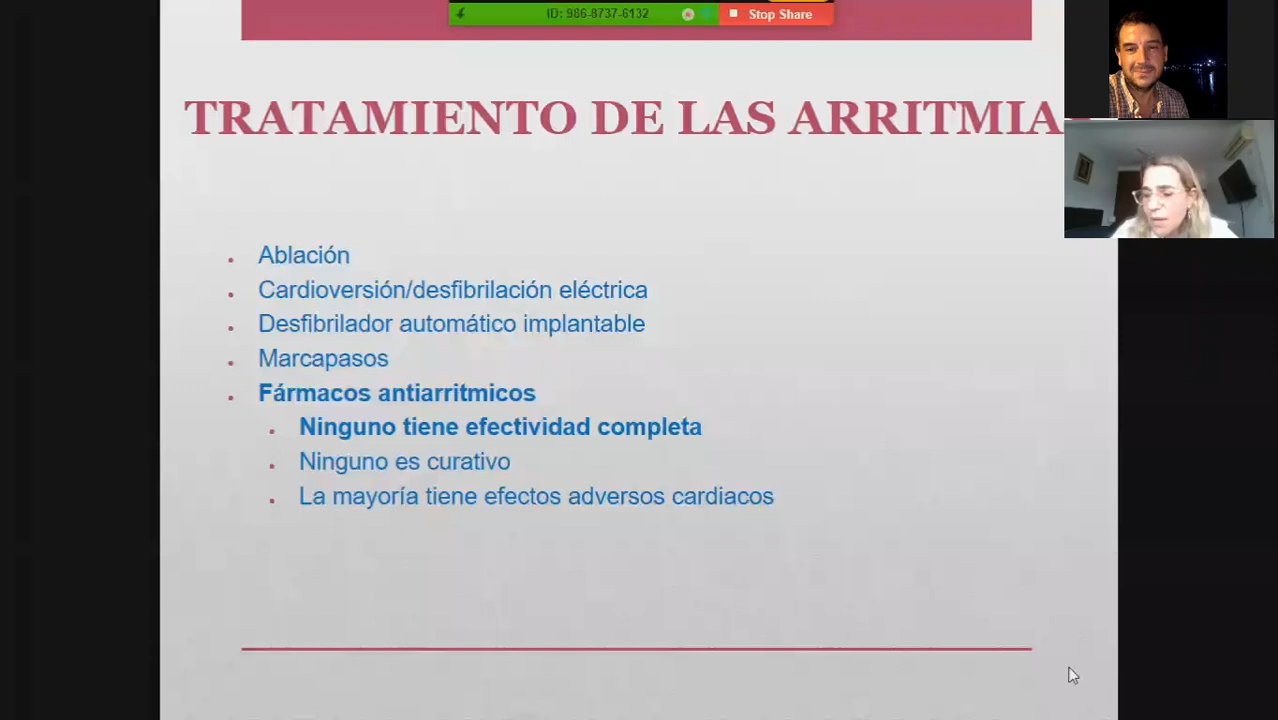 ID: 986-8737-6132
Stop Share
TRATAMIENTO DE LAS ARRITMIA
Ablación
Cardioversión/desfibrilación eléctrica
Desfibrilador automático implantable
Marcapasos
Fármacos antiarritmicos
Ninguno tiene efectividad completa
Ninguno es curativo
La mayoría tiene efectos adversos cardiacos